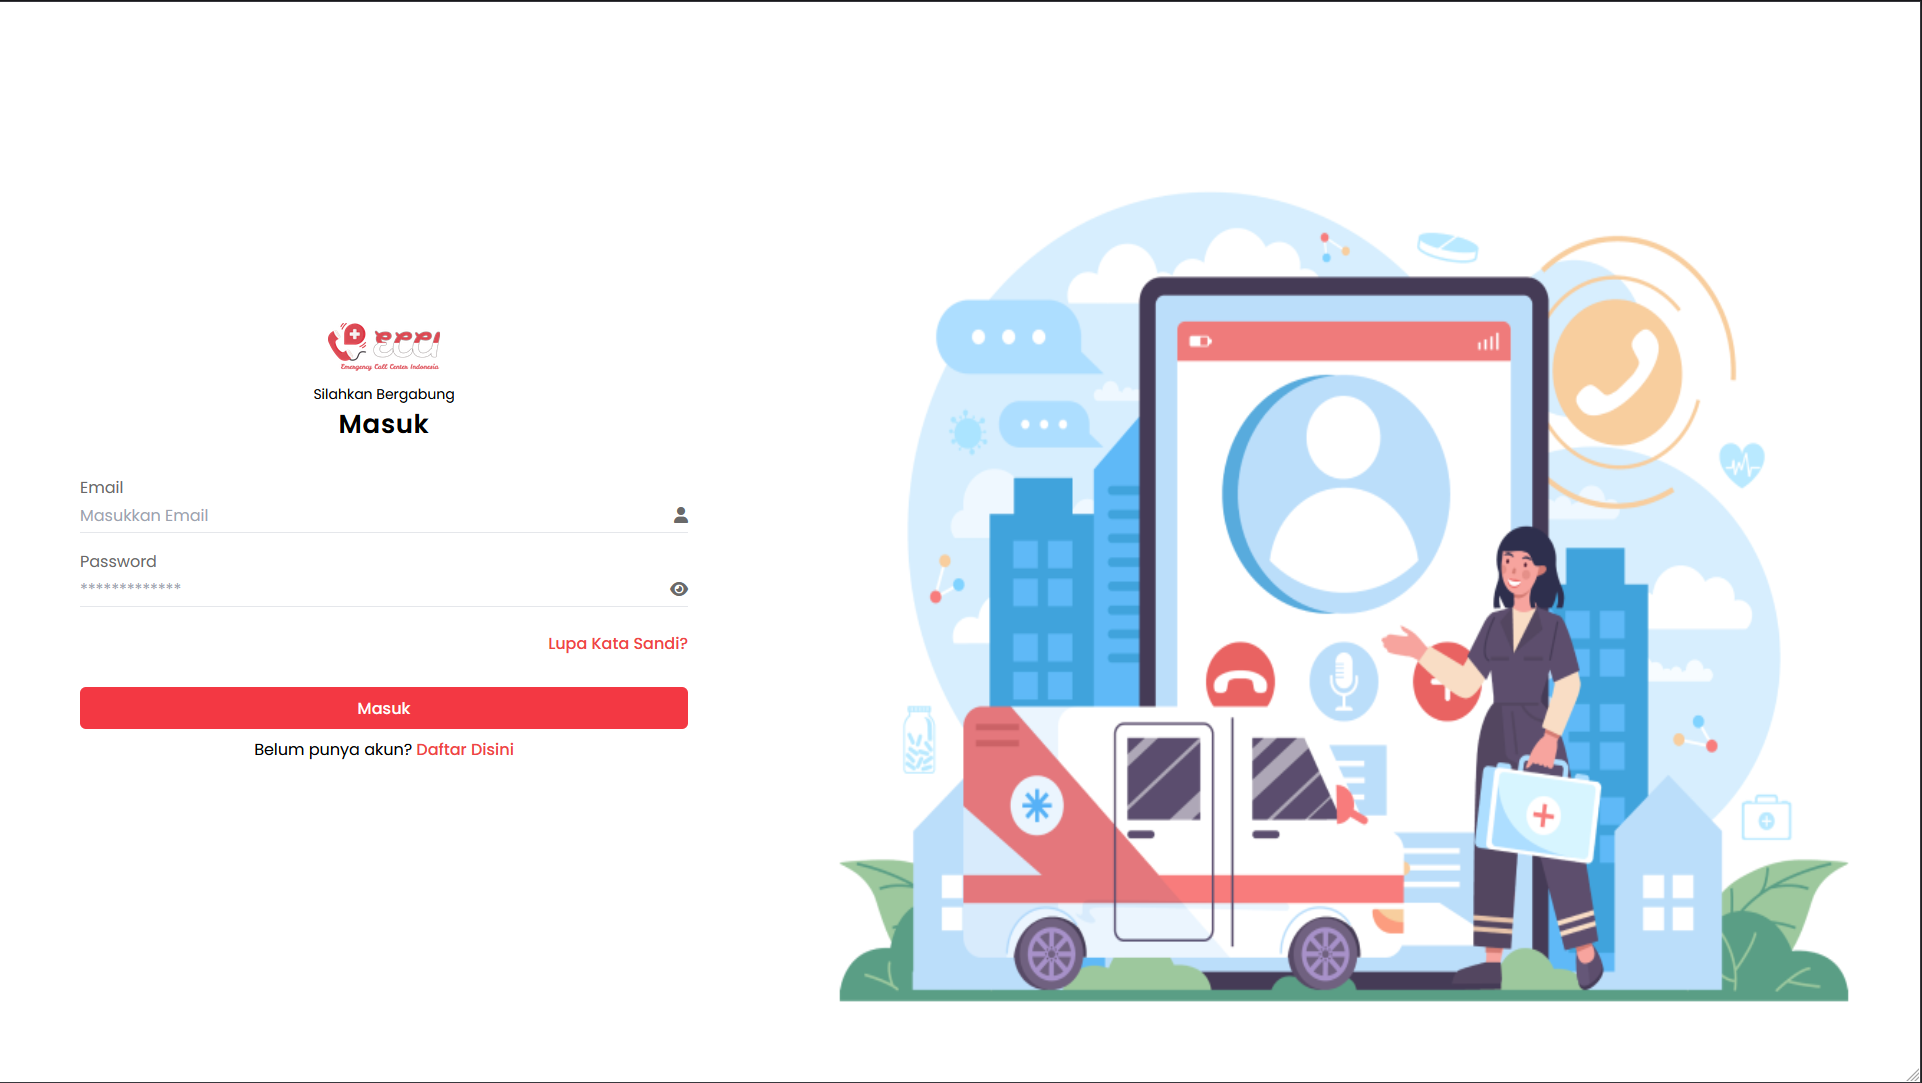 ECCI
Emergency Call Center Indonesia
Silahkan Bergabung
Masuk
Email
Masukkan Email
Password
*************
Lupa Kata Sandi?
Masuk
Belum punya akun? Daftar Disini